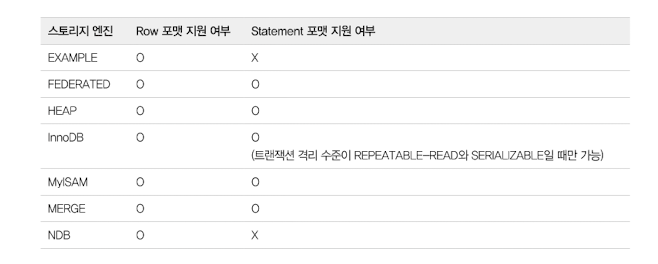 스토리지 엔진 Row 포맷 지원 여부 Statement 포맷 지원 여부
EXAMPLE O X
FEDERATED O O
HEAP O O
InnoDB O O
(트랜잭션 격리 수준이 REPEATABLE-READ와 SERIALIZABLE일 때만 가능)
MyISAM O O
MERGE O O
NDB O X